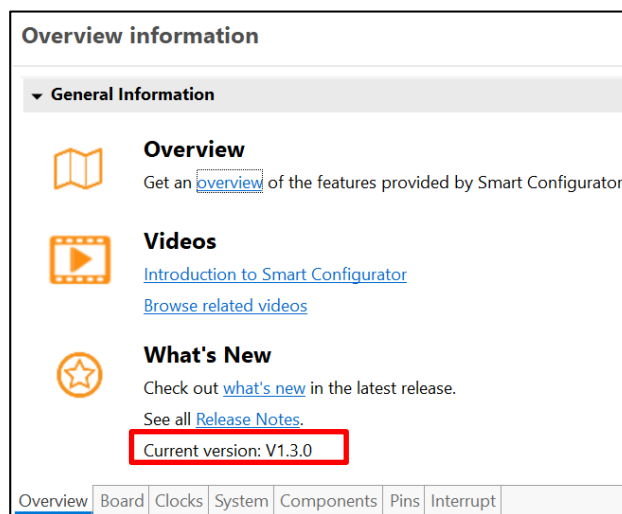 Overview information
General Information
Overview
Get an overview of the features provided by Smart Configurator
Videos
Introduction to Smart Configurator
Browse related videos
What's New
Check out what's new in the latest release.
See all Release Notes.
Current version: V1.3.0
Overview Board Clocks System Components Pins Interrupt